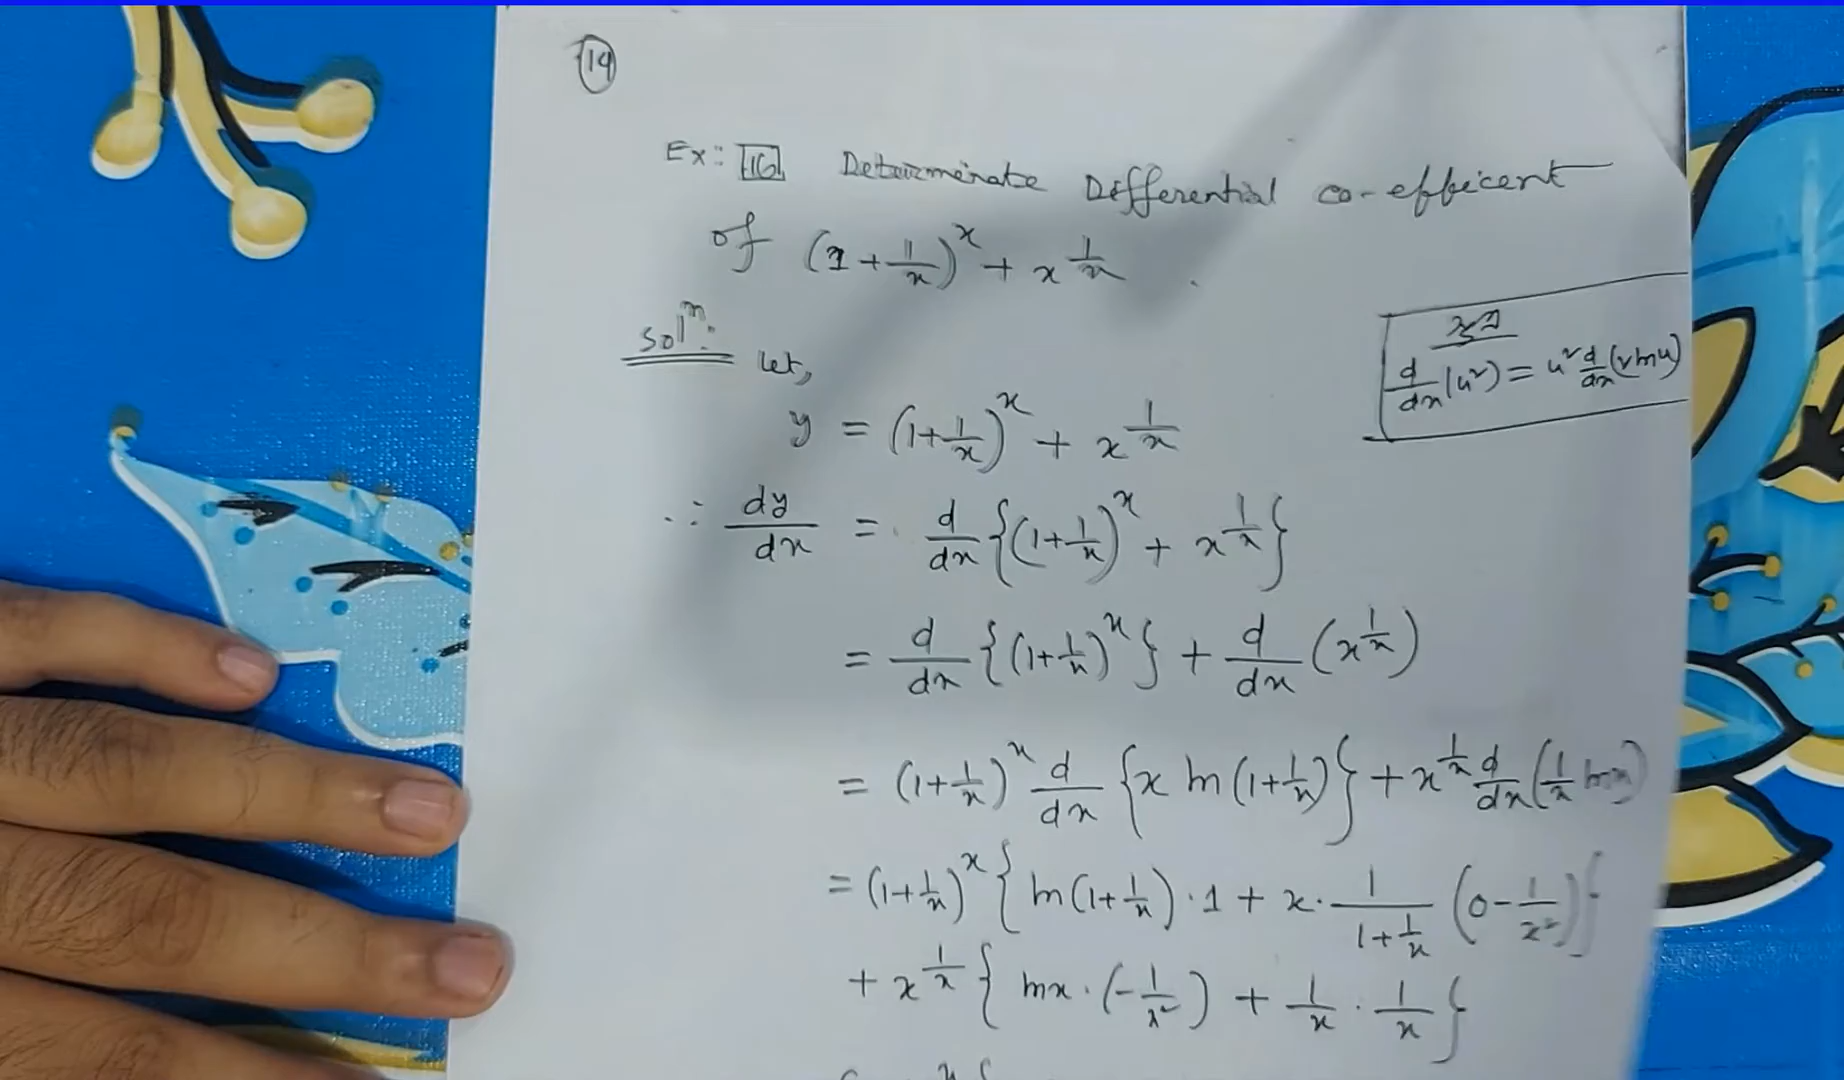 19
Ex: 16 Determinate Differential co-efficent
of (1+1/x)^x + x^(1/x).
Solⁿ: Let,
y = (1+1/x)^x + x^(1/x)
d/dx(u^v) = u^v d/dx(v ln u)
∴ dy/dx = d/dx{(1+1/x)^x + x^(1/x)}
= d/dx{(1+1/x)^x} + d/dx(x^(1/x))
= (1+1/x)^x d/dx{x ln(1+1/x)} + x^(1/x) d/dx(1/x ln x)
= (1+1/x)^x {ln(1+1/x)·1 + x·1/(1+1/x) (0-1/x²)}
+ x^(1/x) {ln x·(-1/x²) + 1/x·1/x}